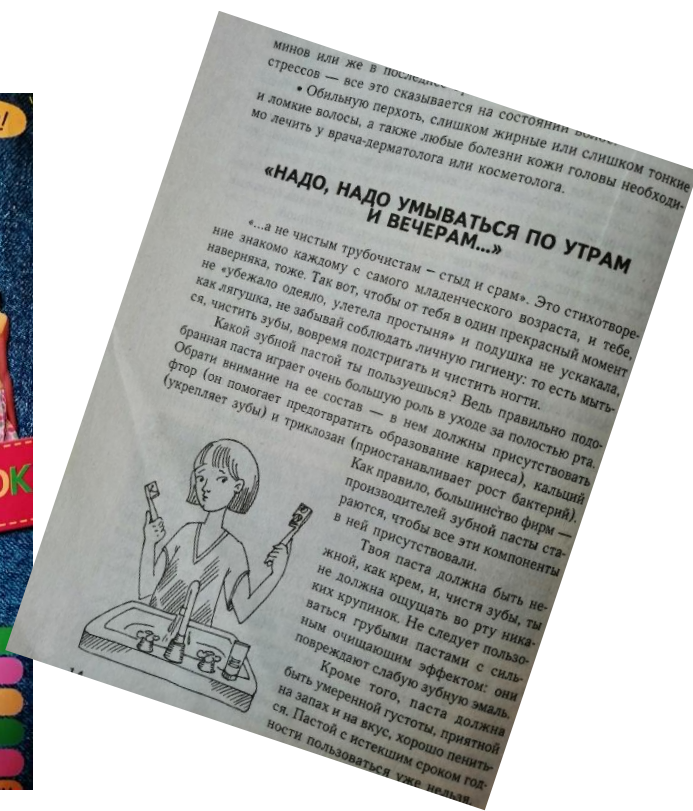 !
ОК
минов или же в последнее
стрессов — все это сказывается на состоянии волос.
• Обильную перхоть, слишком жирные или слишком тонкие
и ломкие волосы, а также любые болезни кожи головы необходи-
мо лечить у врача-дерматолога или косметолога.
«НАДО, НАДО УМЫВАТЬСЯ ПО УТРАМ
И ВЕЧЕРАМ...»
«...а не чистым трубочистам — стыд и срам». Это стихотворе-
ние знакомо каждому с самого младенческого возраста, и тебе,
наверняка, тоже. Так вот, чтобы от тебя в один прекрасный момент
не «убежало одеяло, улетела простыня» и подушка не ускакала,
как лягушка, не забывай соблюдать личную гигиену: то есть мыть-
ся, чистить зубы, вовремя подстригать и чистить ногти.
Какой зубной пастой ты пользуешься? Ведь правильно подо-
бранная паста играет очень большую роль в уходе за полостью рта.
Обрати внимание на ее состав — в нем должны присутствовать
фтор (он помогает предотвратить образование кариеса), кальций
(укрепляет зубы) и триклозан (приостанавливает рост бактерий).
Как правило, большинство фирм —
производителей зубной пасты ста-
раются, чтобы все эти компоненты
в ней присутствовали.
Твоя паста должна быть не-
жной, как крем, и, чистя зубы, ты
не должна ощущать во рту ника-
ких крупинок. Не следует пользо-
ваться грубыми пастами с силь-
ным очищающим эффектом: они
повреждают слабую зубную эмаль.
Кроме того, паста должна
быть умеренной густоты, приятной
на запах и на вкус, хорошо пенить-
ся. Пастой с истекшим сроком год-
ности пользоваться уже нельзя.